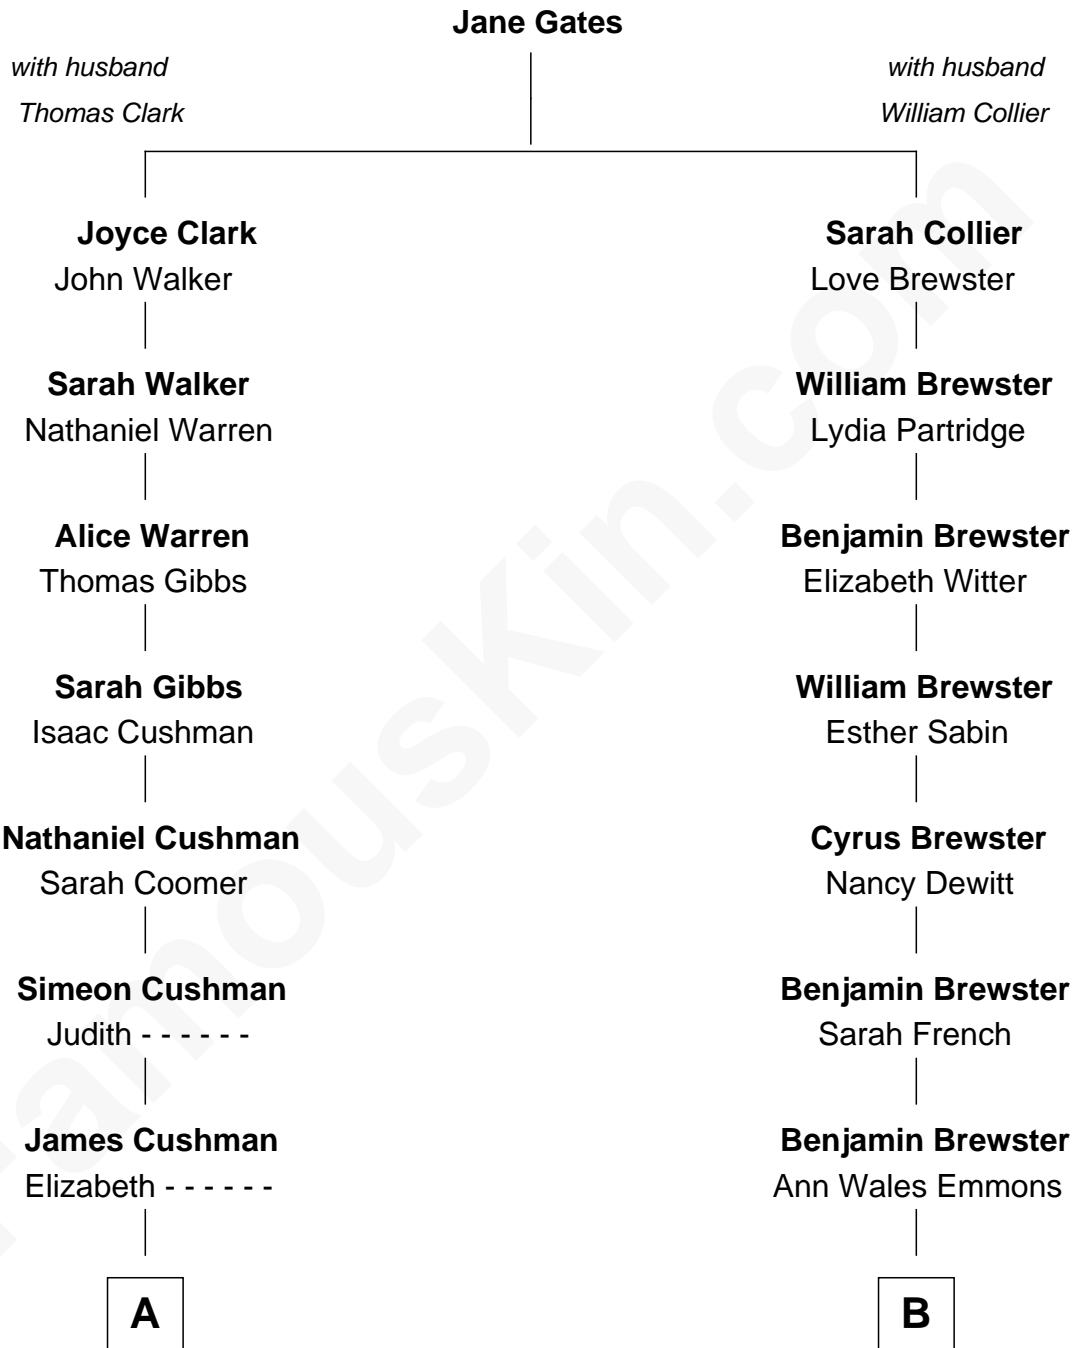 Jane Gates
with husband
Thomas Clark
with husband
William Collier
Joyce Clark
John Walker
Sarah Collier
Love Brewster
Sarah Walker
Nathaniel Warren
William Brewster
Lydia Partridge
Alice Warren
Thomas Gibbs
Benjamin Brewster
Elizabeth Witter
Sarah Gibbs
Isaac Cushman
William Brewster
Esther Sabin
Nathaniel Cushman
Sarah Coomer
Cyrus Brewster
Nancy Dewitt
Simeon Cushman
Judith - - - - - -
Benjamin Brewster
Sarah French
James Cushman
Elizabeth - - - - - -
Benjamin Brewster
Ann Wales Emmons
A
B
FamousKin.com